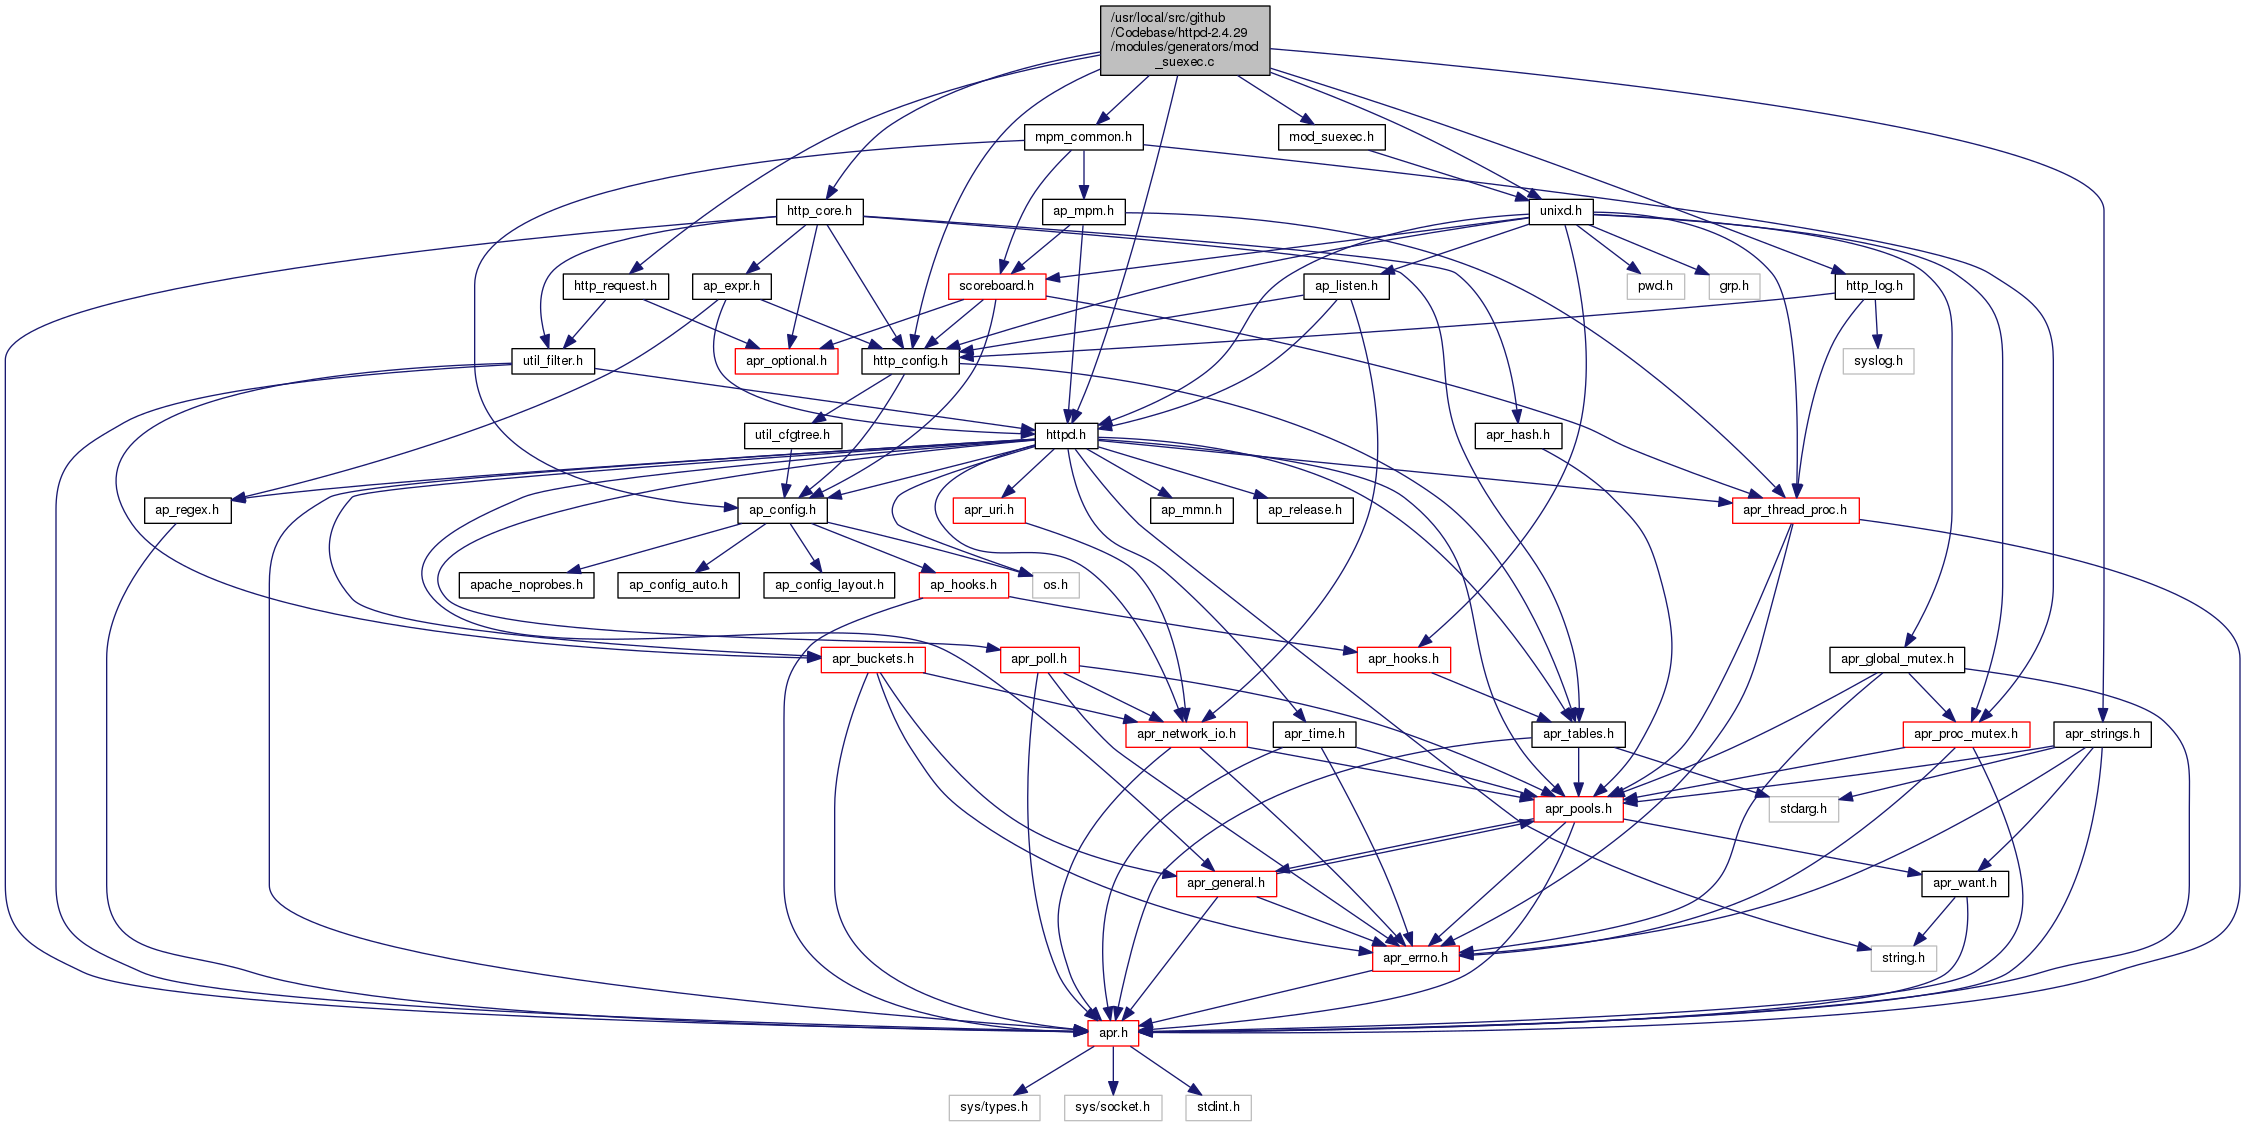 /usr/local/src/github
/Codebase/httpd-2.4.29
/modules/generators/mod
_suexec.c
mpm_common.h
mod_suexec.h
http_core.h
ap_mpm.h
unixd.h
http_request.h
ap_expr.h
scoreboard.h
ap_listen.h
pwd.h
grp.h
http_log.h
util_filter.h
apr_optional.h
http_config.h
syslog.h
util_cfgtree.h
httpd.h
apr_hash.h
ap_regex.h
ap_config.h
apr_uri.h
ap_mmn.h
ap_release.h
apr_thread_proc.h
apache_noprobes.h
ap_config_auto.h
ap_config_layout.h
ap_hooks.h
os.h
apr_buckets.h
apr_poll.h
apr_hooks.h
apr_global_mutex.h
apr_network_io.h
apr_time.h
apr_tables.h
apr_proc_mutex.h
apr_strings.h
apr_pools.h
stdarg.h
apr_general.h
apr_want.h
apr_errno.h
string.h
apr.h
sys/types.h
sys/socket.h
stdint.h